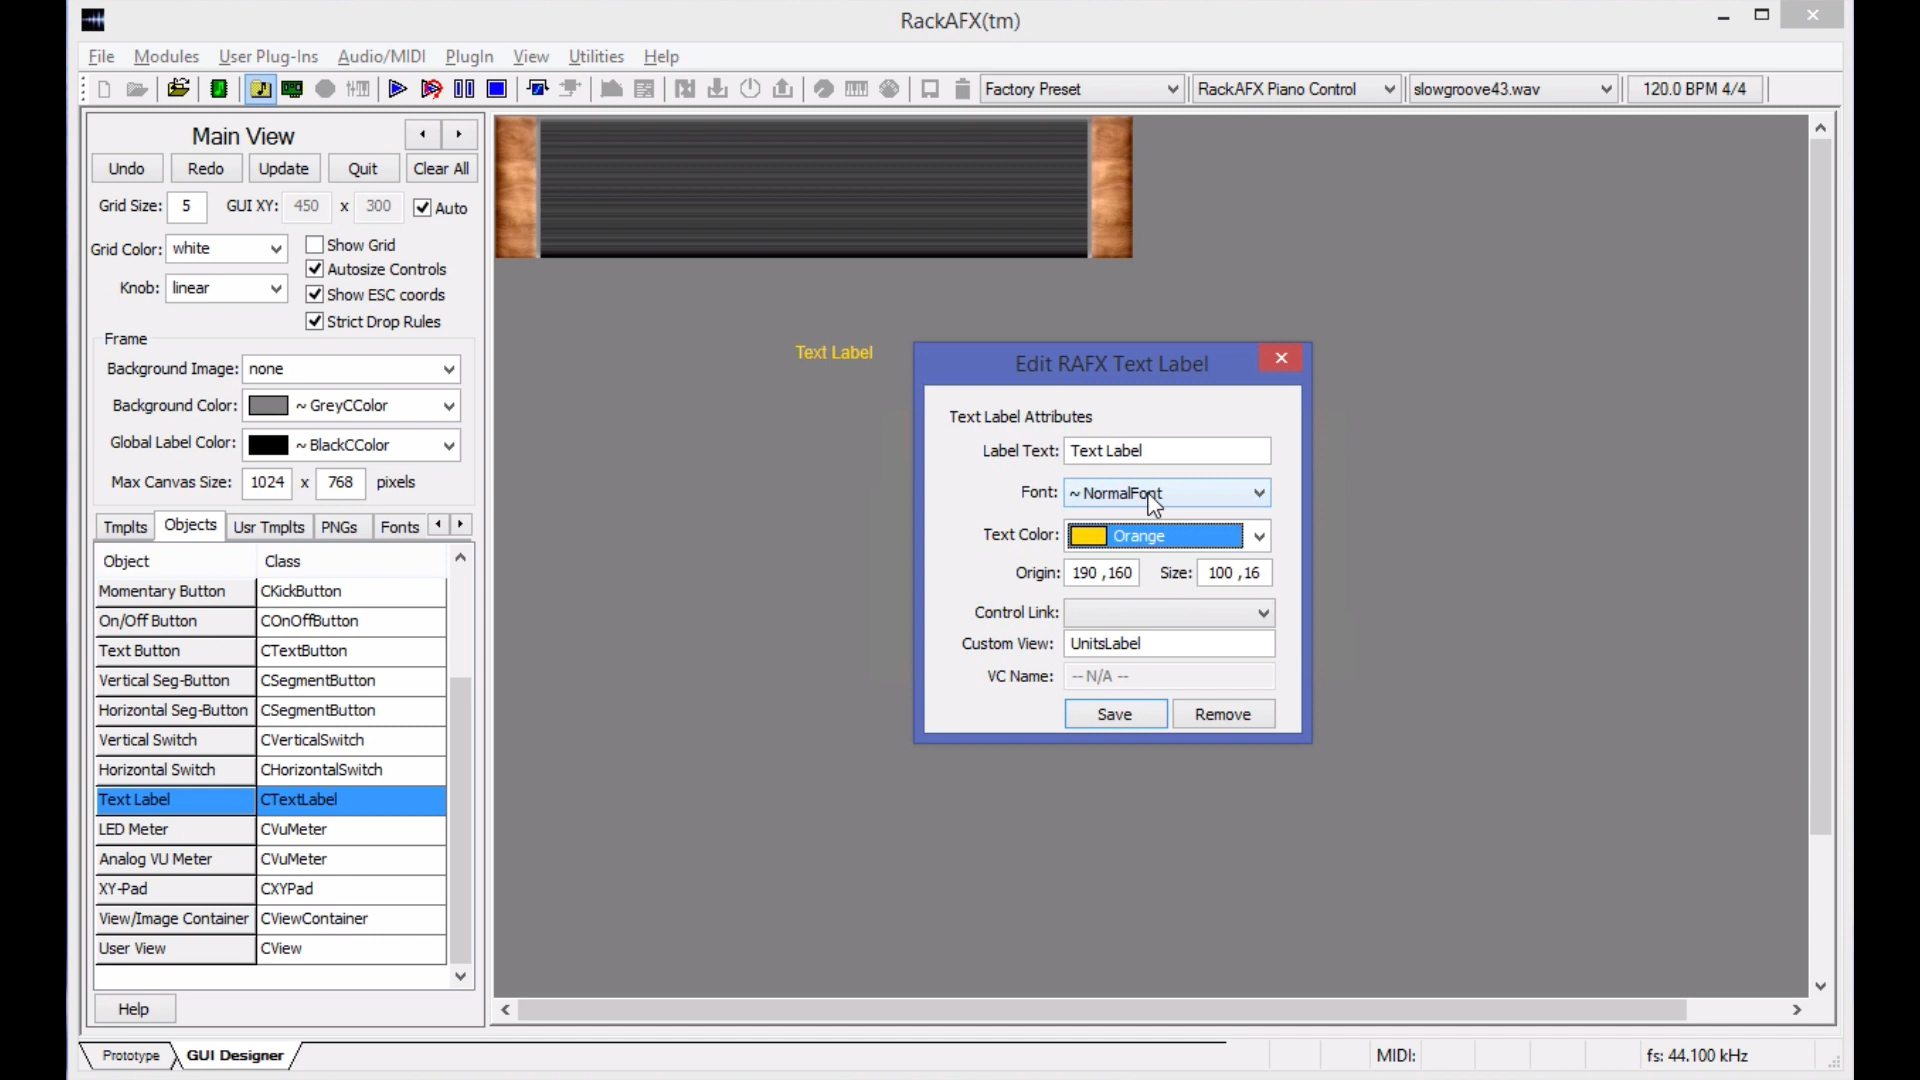 RackAFX(tm)
File Modules User Plug-Ins Audio/MIDI PlugIn View Utilities Help
Factory Preset RackAFX Piano Control slowgroove43.wav 120.0 BPM 4/4
Main View
Undo Redo Update Quit Clear All
Grid Size: 5 GUI XY: 450 x 300 Auto
Grid Color: white Show Grid
Autosize Controls
Knob: linear
Show ESC coords
Strict Drop Rules
Frame
Background Image: none
Background Color: ~ GreyCColor
Global Label Color: ~ BlackCColor
Max Canvas Size: 1024 x 768 pixels
Tmplts Objects Usr Tmplts PNGs Fonts
Object Class
Momentary Button CKickButton
On/Off Button COnOffButton
Text Button CTextButton
Vertical Seg-Button CSegmentButton
Horizontal Seg-Button CSegmentButton
Vertical Switch CVerticalSwitch
Horizontal Switch CHorizontalSwitch
Text Label CTextLabel
LED Meter CVuMeter
Analog VU Meter CVuMeter
XY-Pad CXYPad
View/Image Container CViewContainer
User View CView
Help
Text Label
Edit RAFX Text Label
Text Label Attributes
Label Text: Text Label
Font: ~ NormalFont
Text Color: Orange
Origin: 190 ,160 Size: 100 ,16
Control Link:
Custom View: UnitsLabel
VC Name: -- N/A --
Save Remove
Prototype GUI Designer MIDI: fs: 44.100 kHz